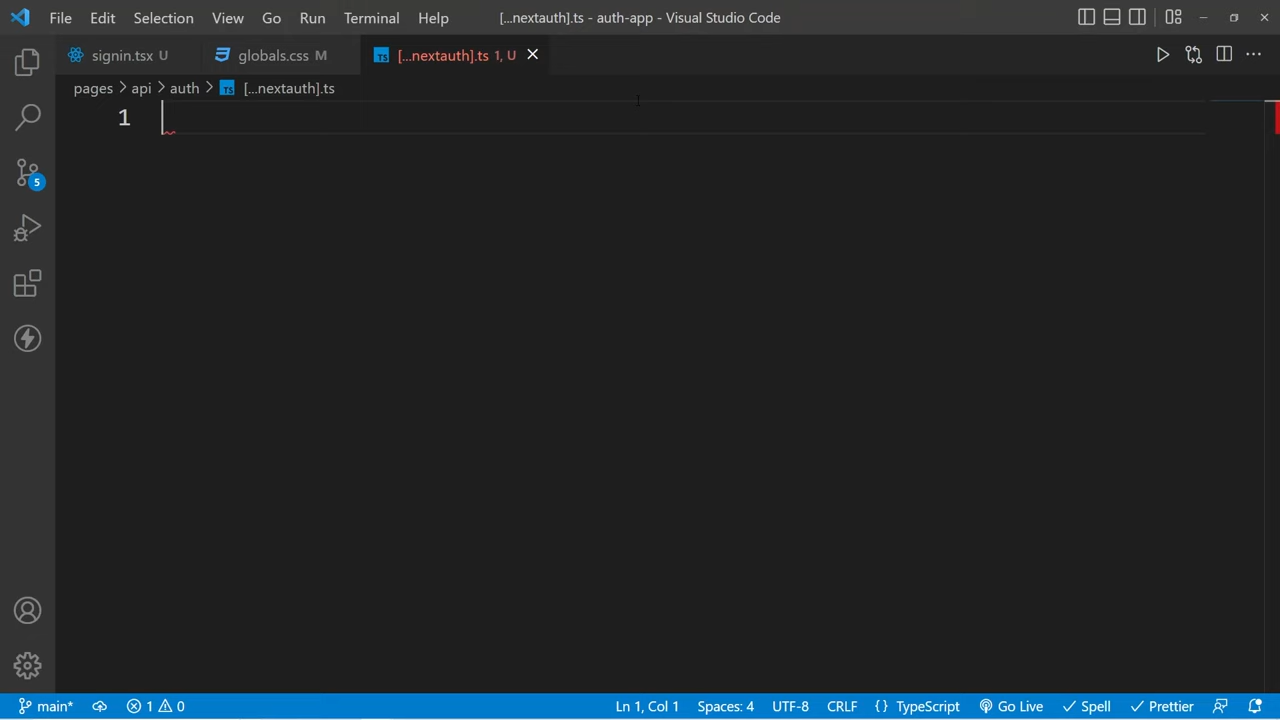 File Edit Selection View Go Run Terminal Help [...nextauth].ts - auth-app - Visual Studio Code
signin.tsx U globals.css M TS [...nextauth].ts 1, U
pages > api > auth > TS [...nextauth].ts
1
5
main* 1 0 Ln 1, Col 1 Spaces: 4 UTF-8 CRLF {} TypeScript Go Live Spell Prettier